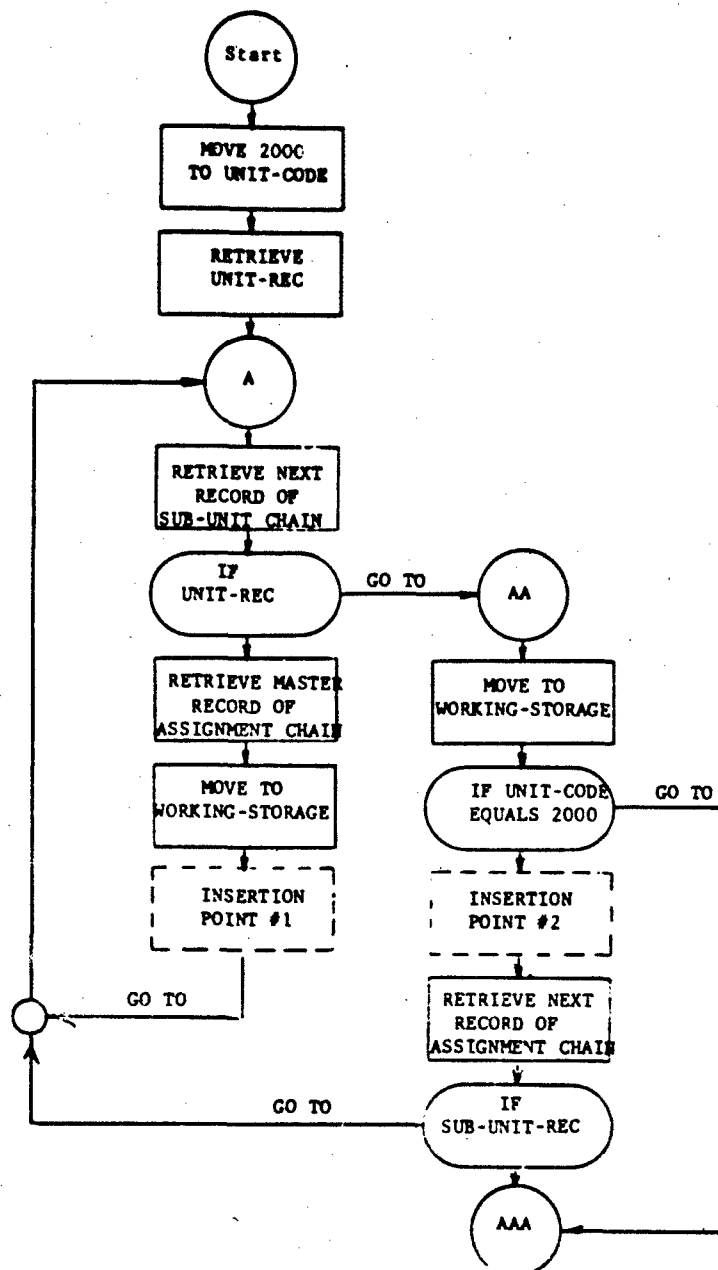 Start
MOVE 2000
TO UNIT-CODE
RETRIEVE
UNIT-REC
A
RETRIEVE NEXT
RECORD OF
SUB-UNIT CHAIN
IF
UNIT-REC
GO TO
AA
RETRIEVE MASTER
RECORD OF
ASSIGNMENT CHAIN
MOVE TO
WORKING-STORAGE
MOVE TO
WORKING-STORAGE
IF UNIT-CODE
EQUALS 2000
GO TO
INSERTION
POINT #1
INSERTION
POINT #2
GO TO
RETRIEVE NEXT
RECORD OF
ASSIGNMENT CHAIN
GO TO
IF
SUB-UNIT-REC
AAA